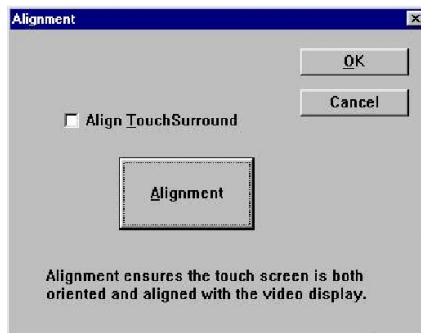 Alignment
OK
Cancel
Align TouchSurround
Alignment
Alignment ensures the touch screen is both
oriented and aligned with the video display.